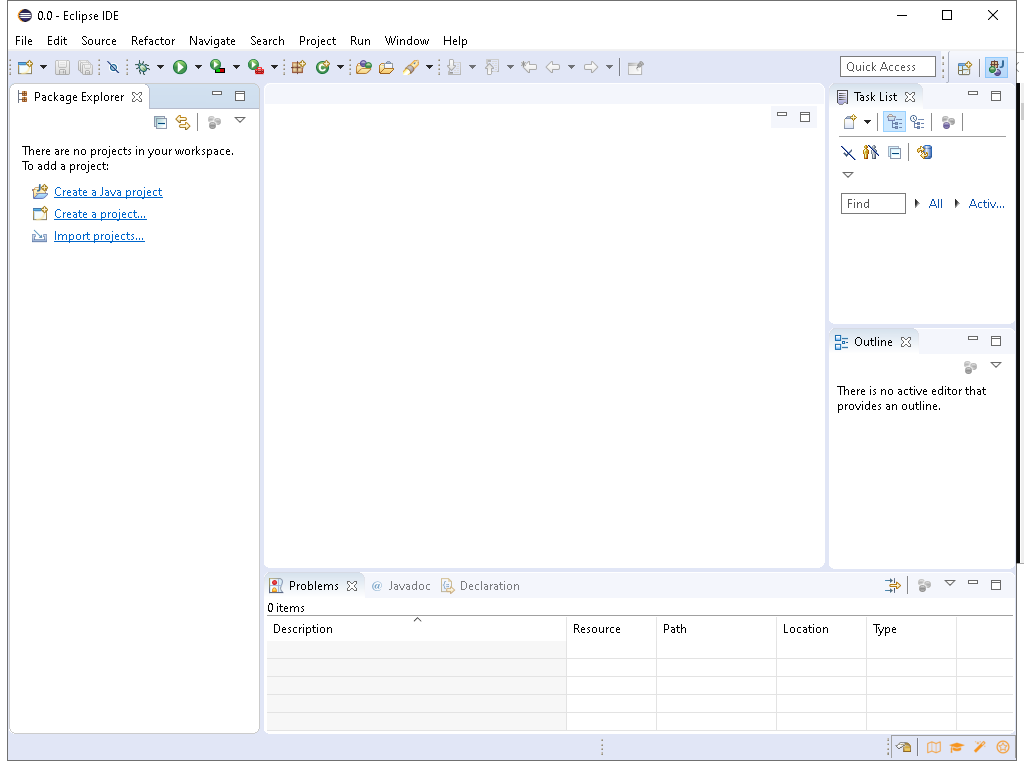 0.0 - Eclipse IDE
File Edit Source Refactor Navigate Search Project Run Window Help
Quick Access
Package Explorer
There are no projects in your workspace.
To add a project:
Create a Java project
Create a project...
Import projects...
Task List
Find All Activ...
Outline
There is no active editor that
provides an outline.
Problems @ Javadoc Declaration
0 items
Description Resource Path Location Type